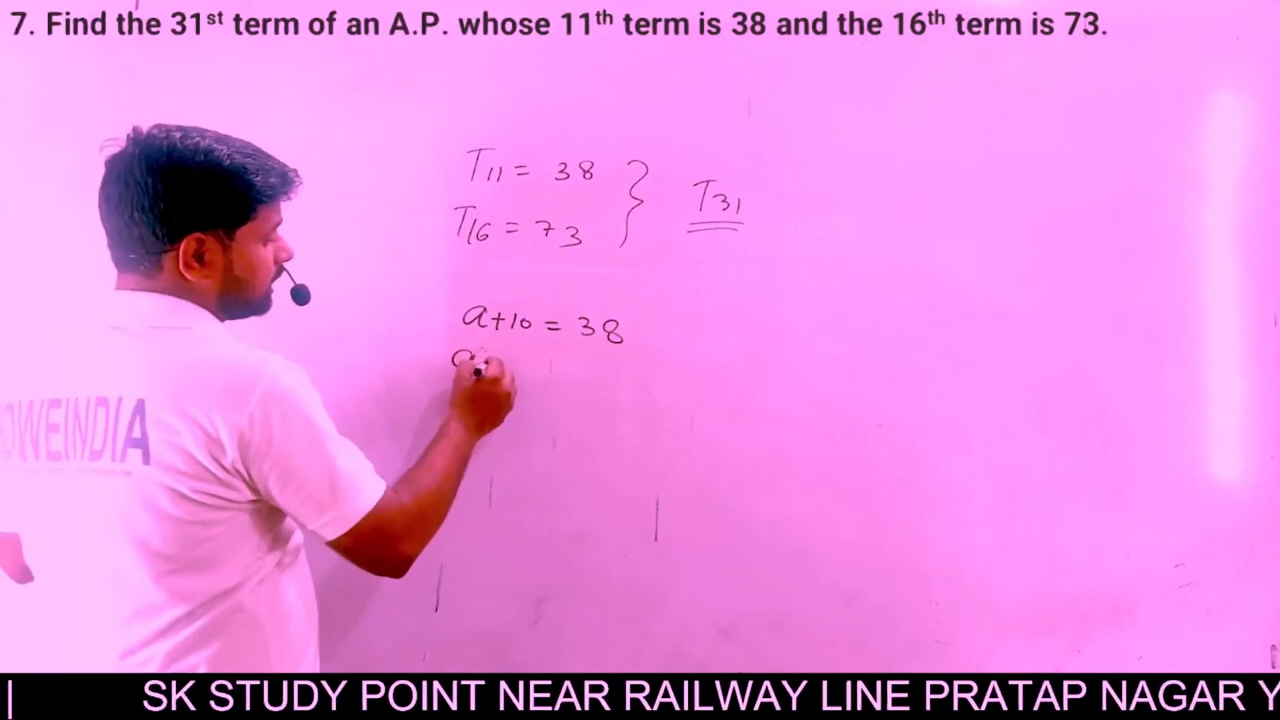 7. Find the 31st term of an A.P. whose 11th term is 38 and the 16th term is 73.
T11 = 38
T16 = 73
T31
a+10 = 38
OWEINDIA
| SK STUDY POINT NEAR RAILWAY LINE PRATAP NAGAR Y